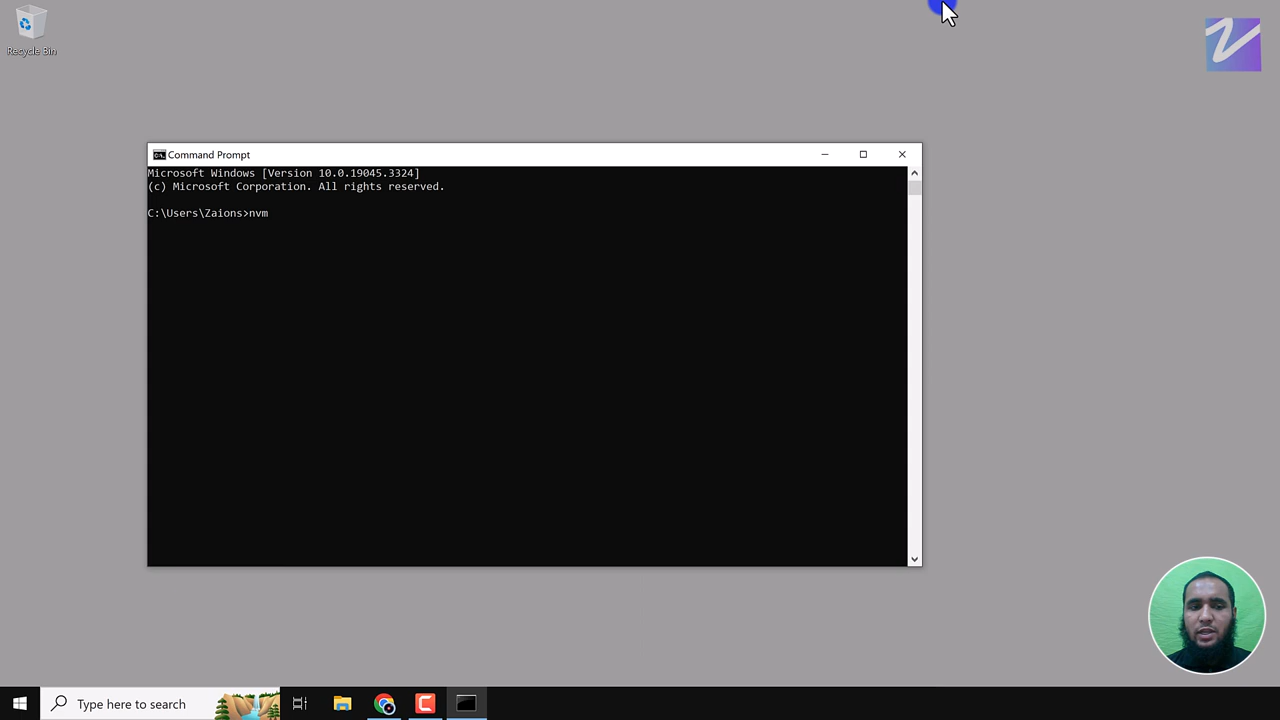 Recycle Bin
Command Prompt
Microsoft Windows [Version 10.0.19045.3324]
(c) Microsoft Corporation. All rights reserved.
C:\Users\Zaions>nvm
Type here to search